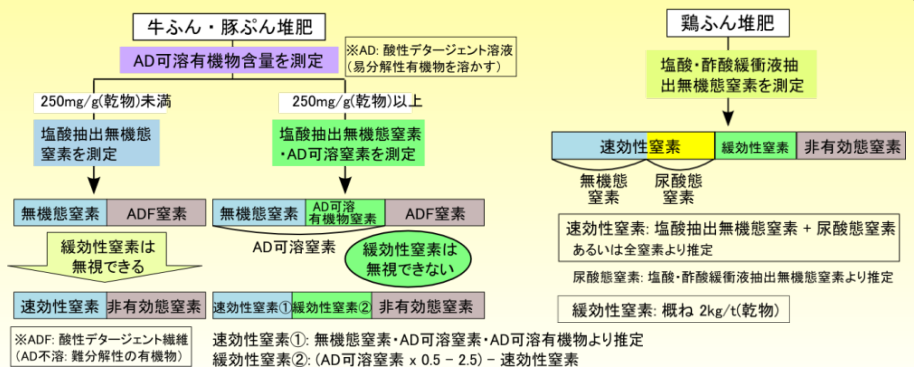 牛ふん・豚ぷん堆肥
AD可溶有機物含量を測定
※AD: 酸性デタージェント溶液
(易分解性有機物を溶かす)
250mg/g(乾物)未満
250mg/g(乾物)以上
塩酸抽出無機態
窒素を測定
塩酸抽出無機態窒素
・AD可溶窒素を測定
無機態窒素
ADF窒素
無機態窒素
AD可溶
有機物窒素
ADF窒素
AD可溶窒素
緩効性窒素は
無視できる
緩効性窒素は
無視できない
速効性窒素
非有効態窒素
速効性窒素①
緩効性窒素②
非有効態窒素
※ADF: 酸性デタージェント繊維
(AD不溶: 難分解性の有機物)
速効性窒素①: 無機態窒素・AD可溶窒素・AD可溶有機物より推定
緩効性窒素②: (AD可溶窒素 x 0.5 - 2.5) - 速効性窒素
鶏ふん堆肥
塩酸・酢酸緩衝液抽
出無機態窒素を測定
速効性窒素
緩効性窒素
非有効態窒素
無機態
窒素
尿酸態
窒素
速効性窒素: 塩酸抽出無機態窒素 + 尿酸態窒素
あるいは全窒素より推定
尿酸態窒素: 塩酸・酢酸緩衝液抽出無機態窒素より推定
緩効性窒素: 概ね 2kg/t(乾物)